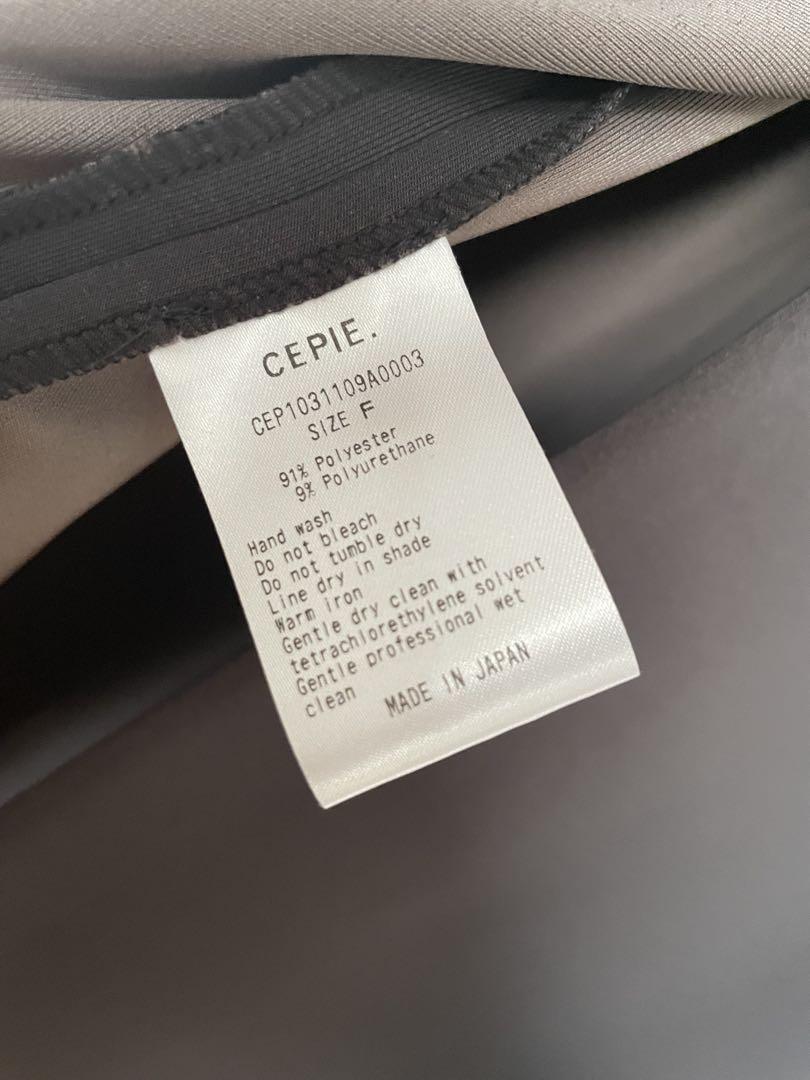 CEPIE.
CEP1031109A0003
SIZE F
91% Polyester
9% Polyurethane
Hand wash
Do not bleach
Do not tumble dry
Line dry in shade
Warm iron
Gentle dry clean with
tetrachlorethylene solvent
Gentle professional wet
clean
MADE IN JAPAN